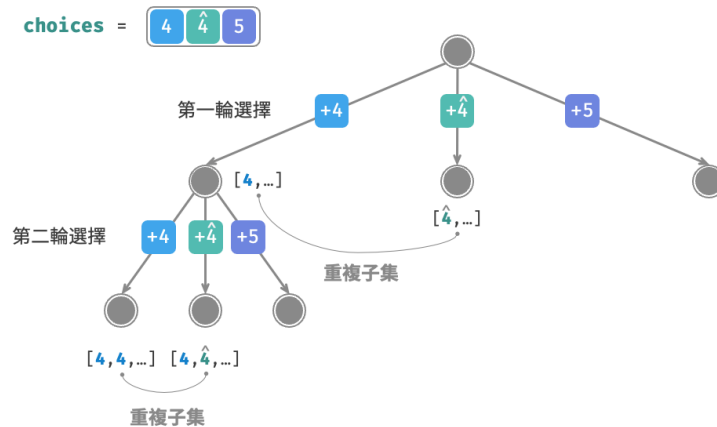 choices = 4 4̂ 5
第一輪選擇 +4 +4̂ +5
[4,…]
[4̂,…]
第二輪選擇 +4 +4̂ +5
重複子集
[4,4,…] [4,4̂,…]
重複子集